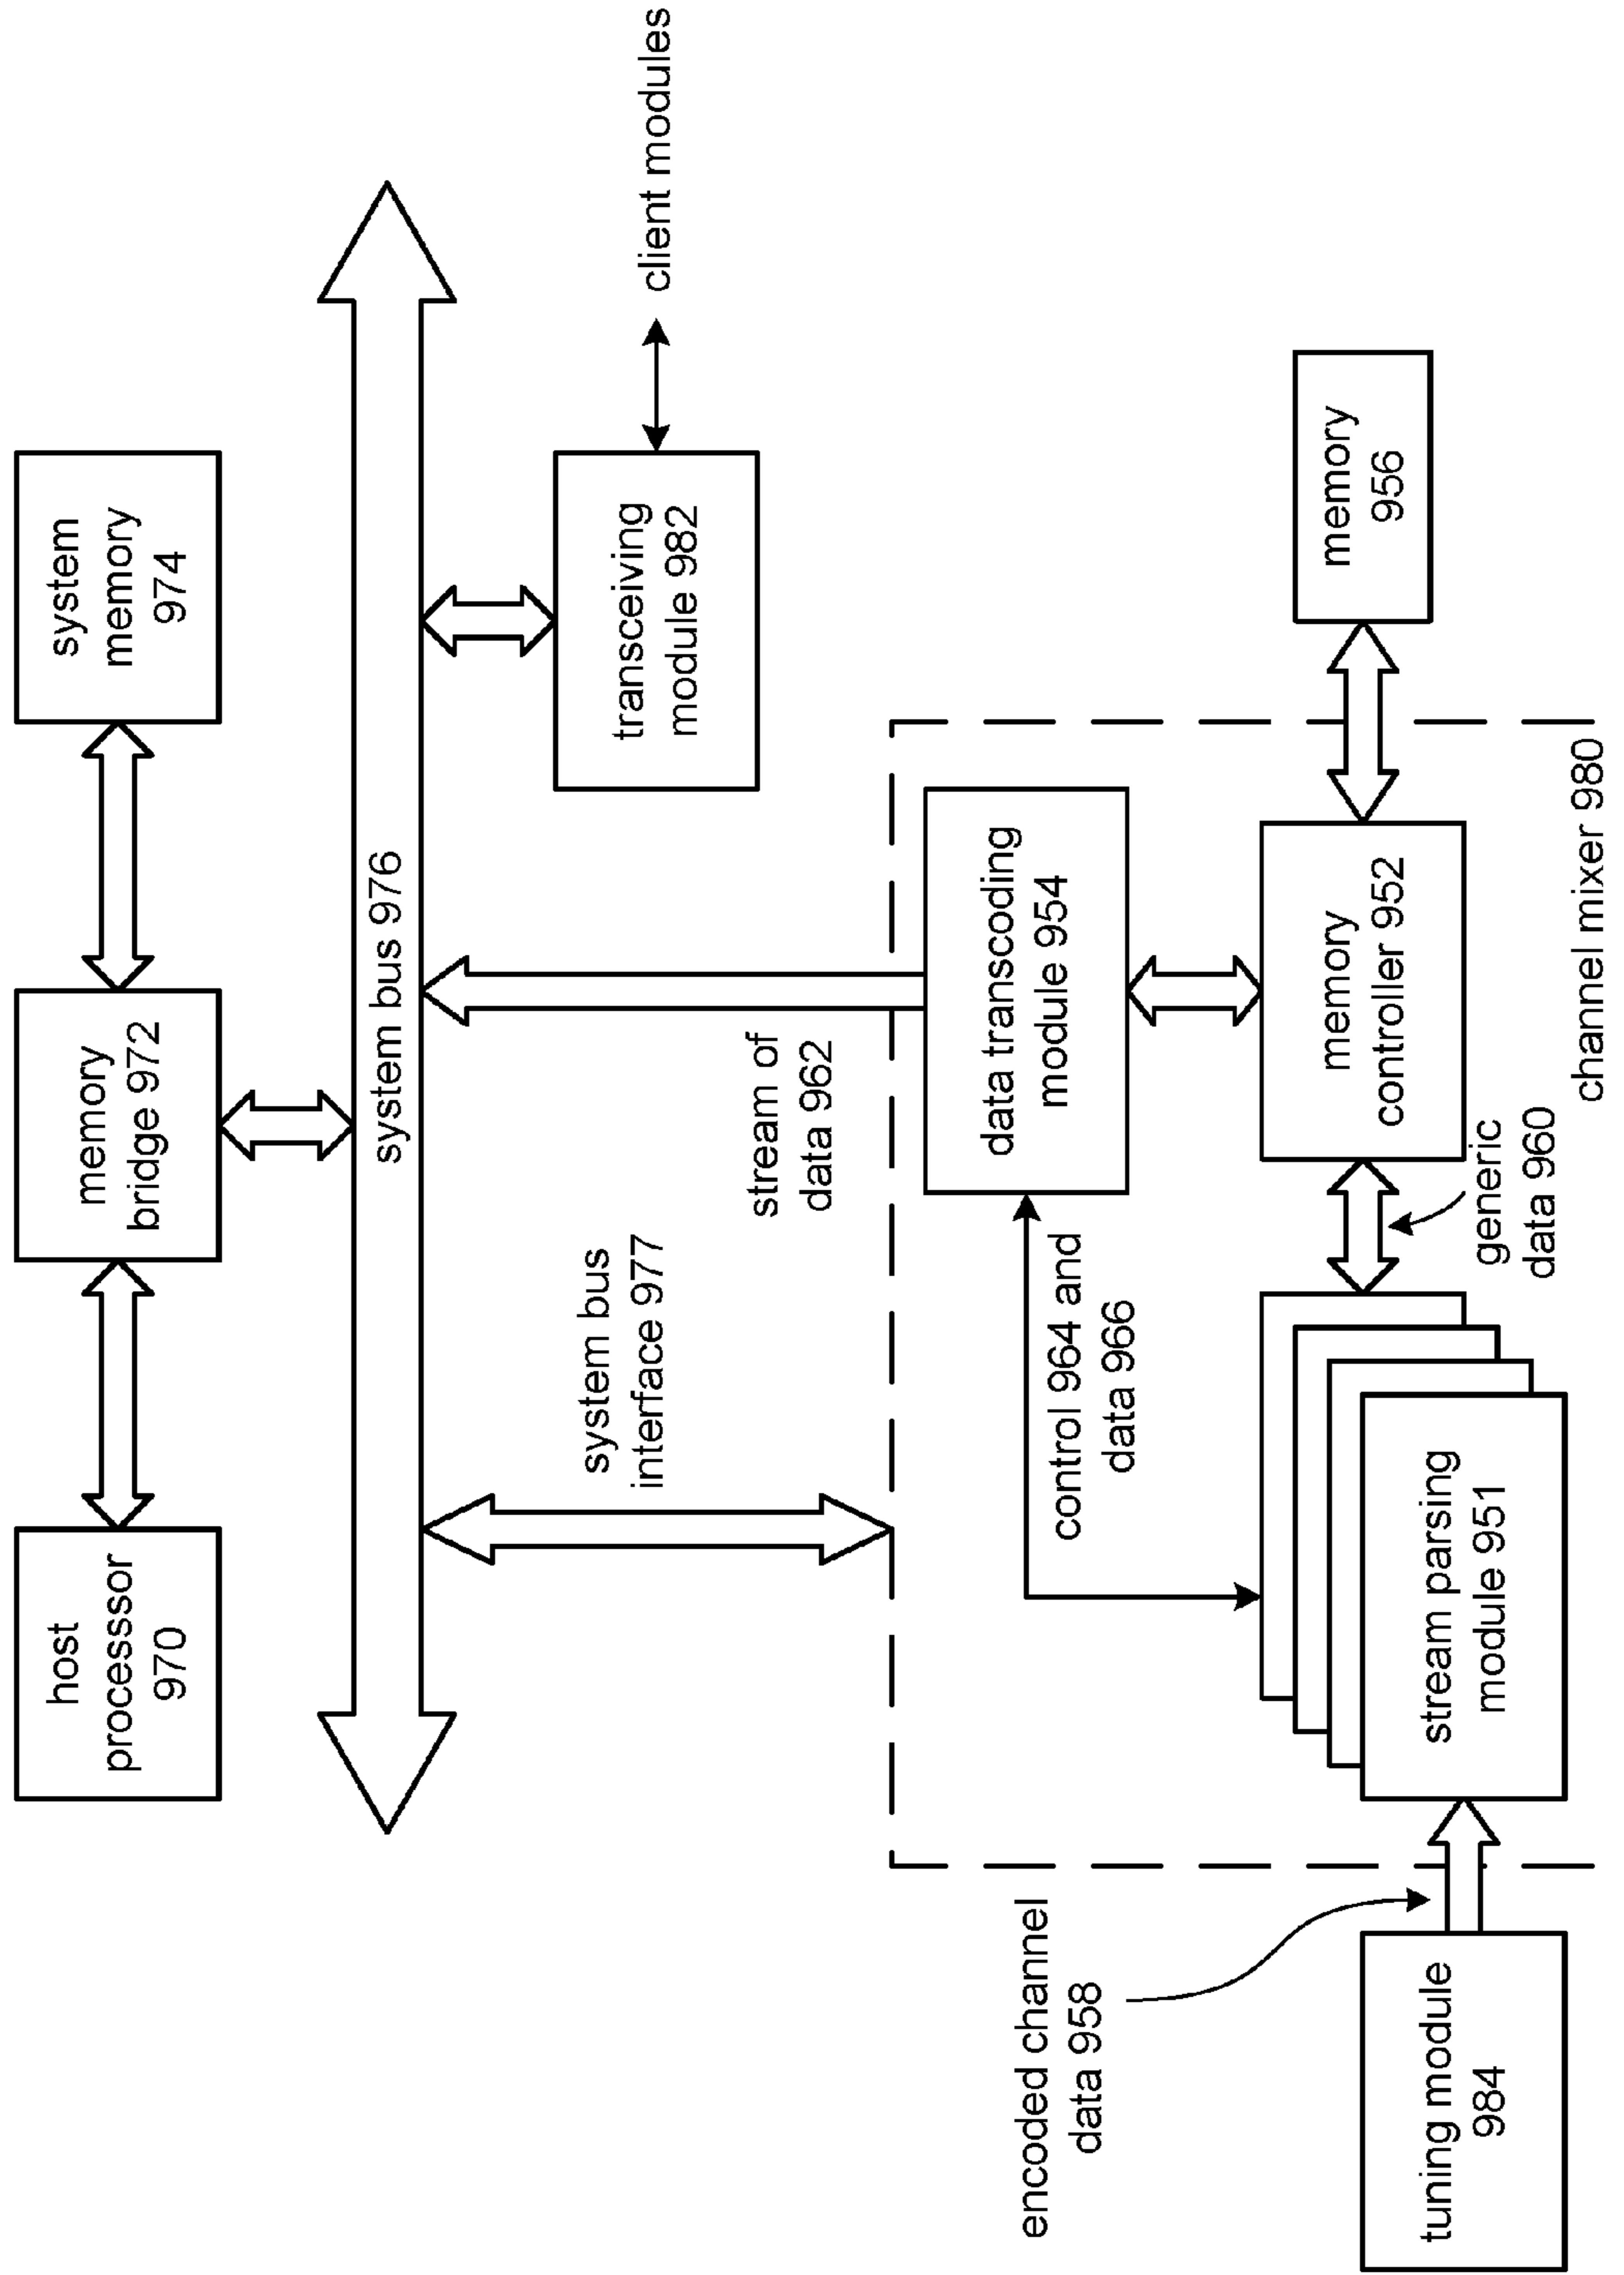 host
processor
970
memory
bridge 972
system
memory
974
system bus 976
system bus
interface 977
stream of
data 962
transceiving
module 982
client modules
encoded channel
data 958
control 964 and
data 966
data transcoding
module 954
tuning module
984
stream parsing
module 951
generic
data 960
memory
controller 952
memory
956
channel mixer 980